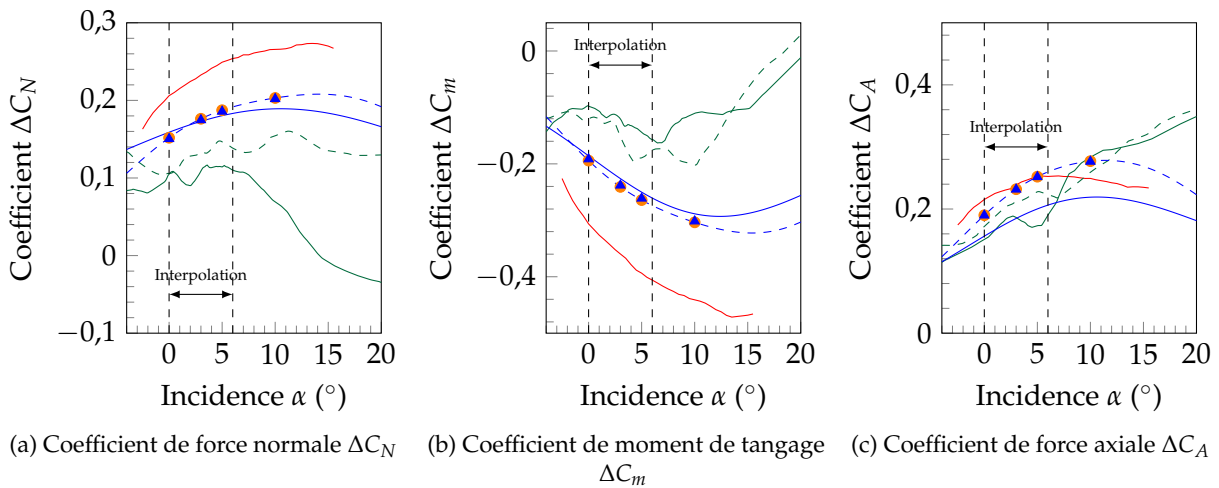 0,3
0,2
0,1
0
−0,1
Coefficient ΔC_N
Interpolation
0 5 10 15 20
Incidence α (°)
(a) Coefficient de force normale ΔC_N
0
−0,2
−0,4
Coefficient ΔC_m
Interpolation
0 5 10 15 20
Incidence α (°)
(b) Coefficient de moment de tangage
ΔC_m
0,4
0,2
0
Coefficient ΔC_A
Interpolation
0 5 10 15 20
Incidence α (°)
(c) Coefficient de force axiale ΔC_A